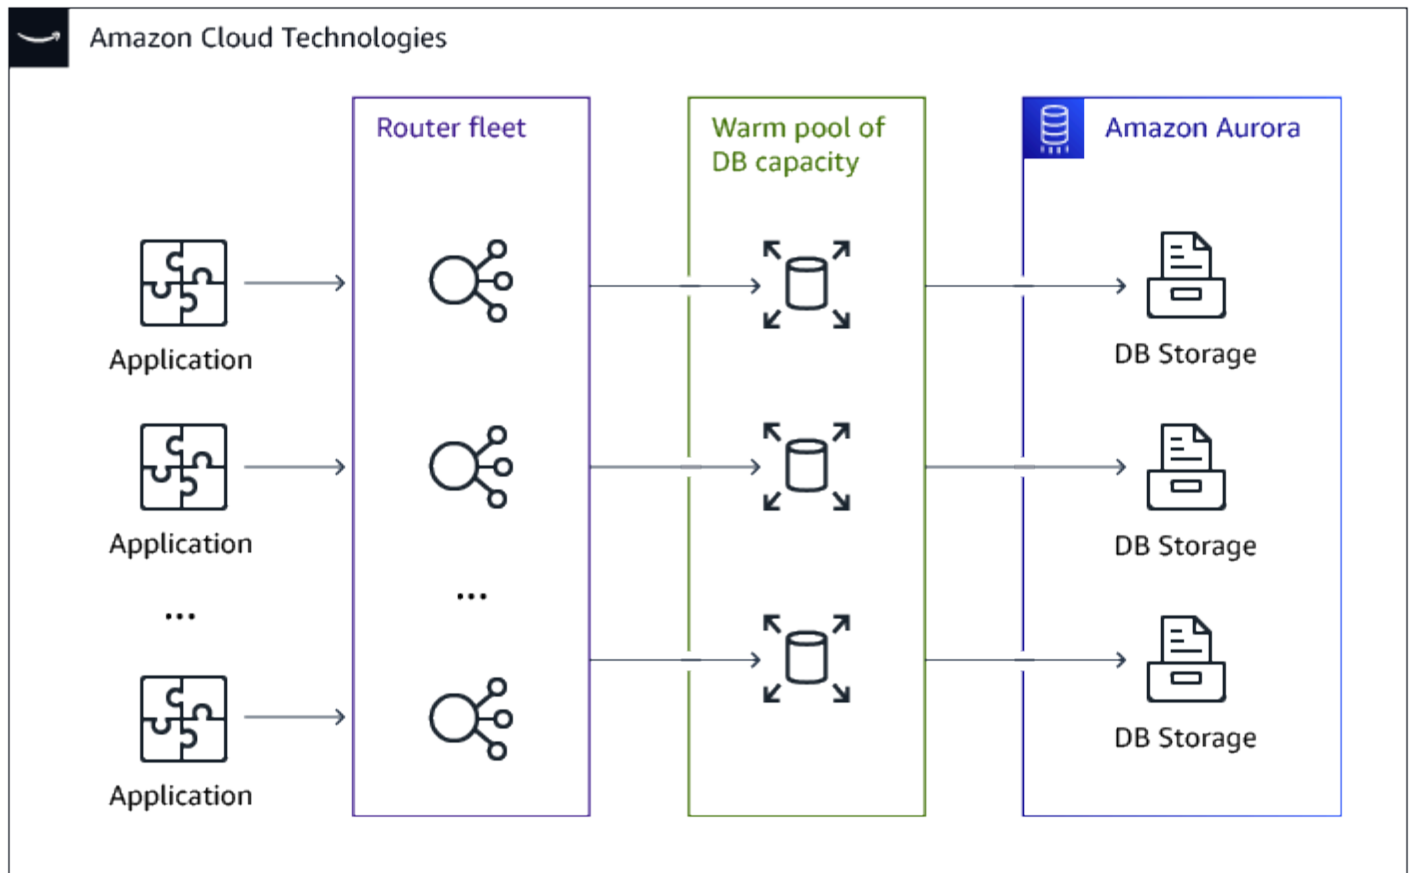 Amazon Cloud Technologies
Router fleet
Warm pool of
DB capacity
Amazon Aurora
Application
DB Storage
Application
DB Storage
...
...
Application
DB Storage